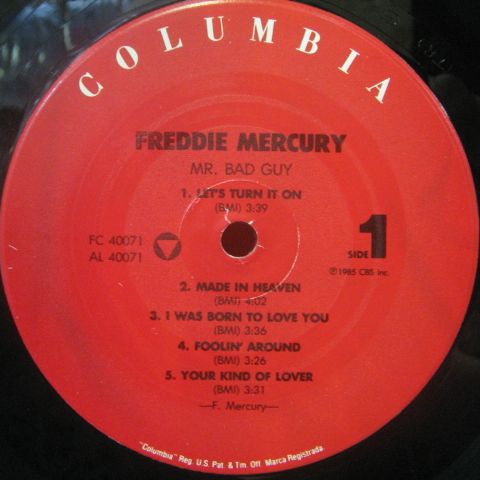 COLUMBIA
FREDDIE MERCURY
MR. BAD GUY
1. LET'S TURN IT ON
(BMI) 3:39
FC 40071
AL 40071
SIDE 1
℗1985 CBS Inc.
2. MADE IN HEAVEN
(BMI) 4:02
3. I WAS BORN TO LOVE YOU
(BMI) 3:36
4. FOOLIN' AROUND
(BMI) 3:26
5. YOUR KIND OF LOVER
(BMI) 3:31
—F. Mercury—
"Columbia" Reg. U.S. Pat. & Tm. Off. Marca Registrada.